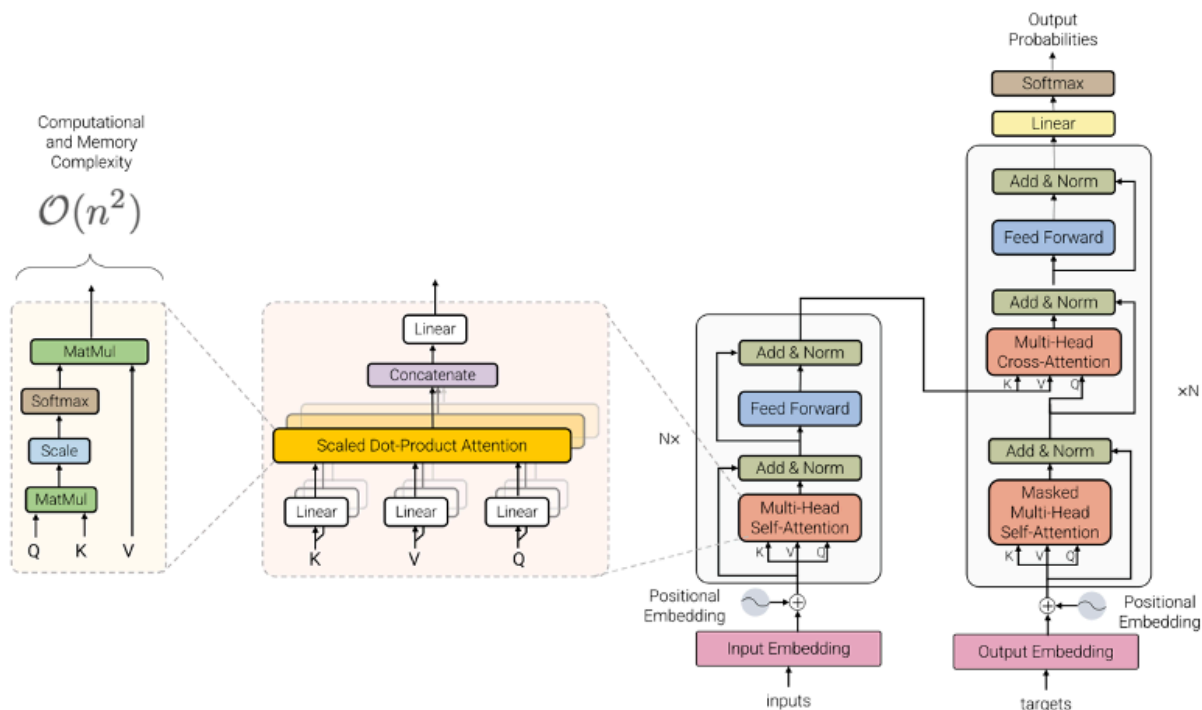 Computational
and Memory
Complexity
𝒪(n²)
MatMul
Softmax
Scale
MatMul
Q K V
Linear
Concatenate
Scaled Dot-Product Attention
Linear Linear Linear
K V Q
Nx
Add & Norm
Feed Forward
Add & Norm
Multi-Head
Self-Attention
K V Q
Positional
Embedding
Input Embedding
inputs
Output
Probabilities
Softmax
Linear
Add & Norm
Feed Forward
Add & Norm
Multi-Head
Cross-Attention
K V Q
×N
Add & Norm
Masked
Multi-Head
Self-Attention
K V Q
Positional
Embedding
Output Embedding
targets